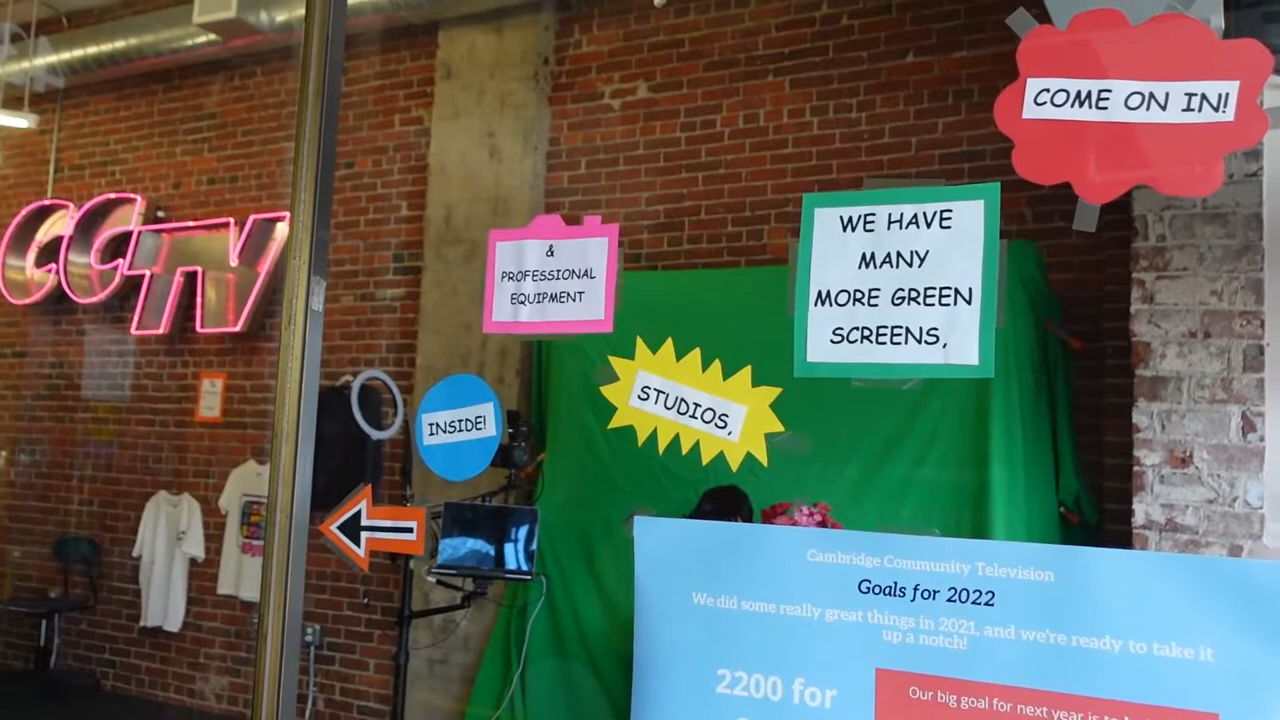 COME ON IN!
WE HAVE
MANY
MORE GREEN
SCREENS,
STUDIOS,
&
PROFESSIONAL
EQUIPMENT
INSIDE!
CCTV
Cambridge Community Television
Goals for 2022
We did some really great things in 2021, and we're ready to take it
up a notch!
2200 for
Our big goal for next year is to